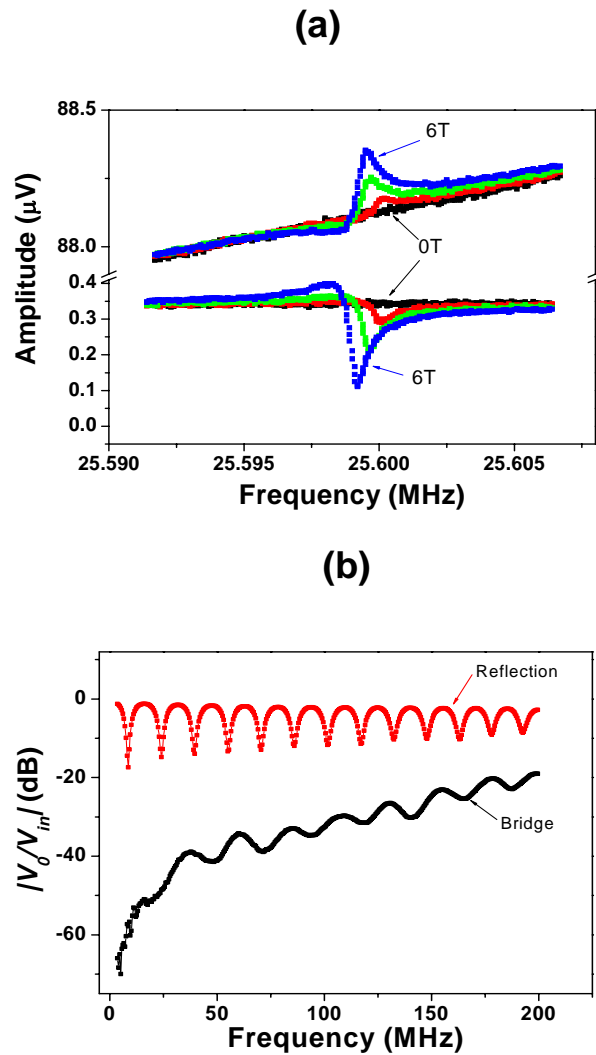 (a)
88.5
6T
88.0
0T
0.4
0.3
0.2
6T
0.1
0.0
Amplitude (μV)
25.590 25.595 25.600 25.605
Frequency (MHz)
(b)
0
Reflection
-20
Bridge
-40
-60
|V0/Vin| (dB)
0 50 100 150 200
Frequency (MHz)